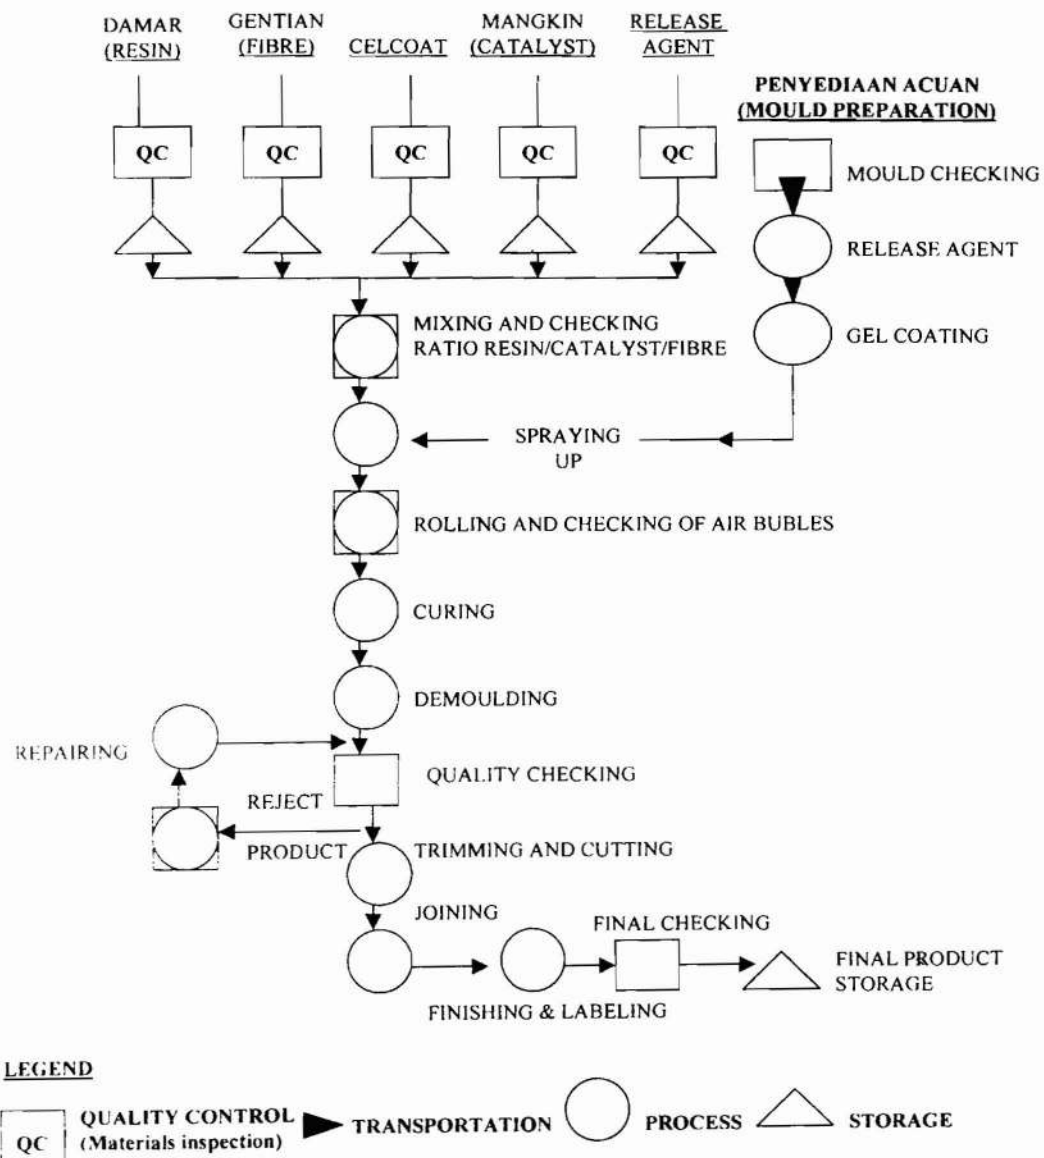 DAMAR
(RESIN)
GENTIAN
(FIBRE)
CELCOAT
MANGKIN
(CATALYST)
RELEASE
AGENT
PENYEDIAAN ACUAN
(MOULD PREPARATION)
QC
QC
QC
QC
QC
MOULD CHECKING
RELEASE AGENT
GEL COATING
MIXING AND CHECKING
RATIO RESIN/CATALYST/FIBRE
SPRAYING
UP
ROLLING AND CHECKING OF AIR BUBLES
CURING
DEMOULDING
REPAIRING
QUALITY CHECKING
REJECT
PRODUCT
TRIMMING AND CUTTING
JOINING
FINAL CHECKING
FINAL PRODUCT
STORAGE
FINISHING & LABELING
LEGEND
QC
QUALITY CONTROL
(Materials inspection)
TRANSPORTATION
PROCESS
STORAGE